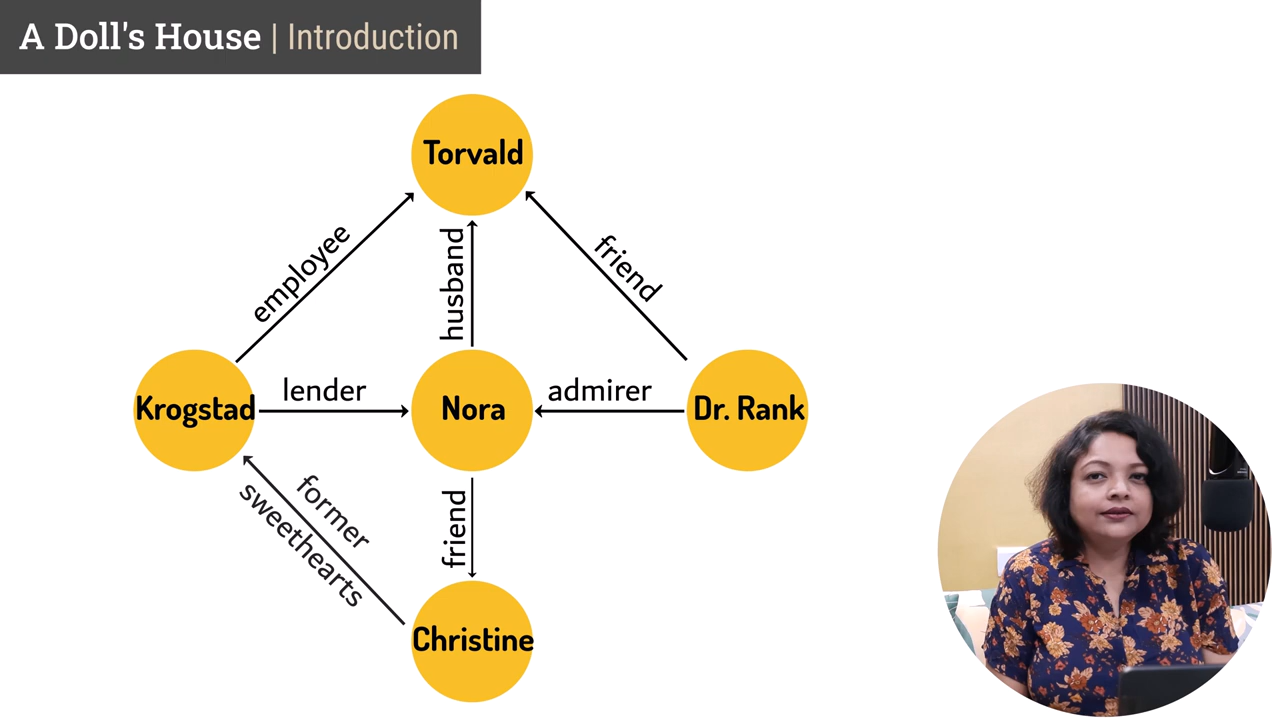 A Doll's House | Introduction
Torvald
employee
husband
friend
Krogstad
lender
Nora
admirer
Dr. Rank
former
sweethearts
friend
Christine